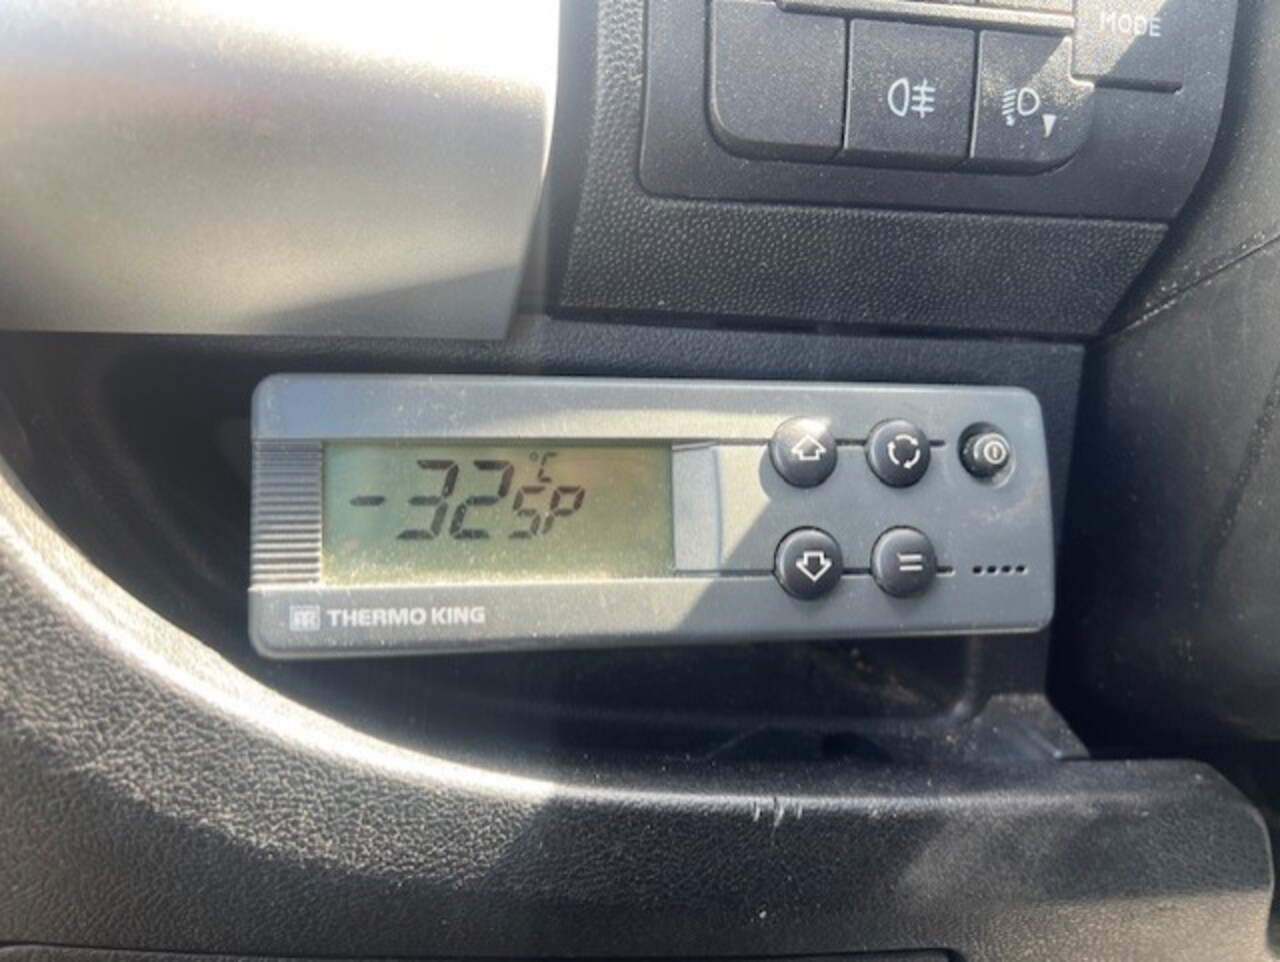 MODE
-32°C SP
THERMO KING